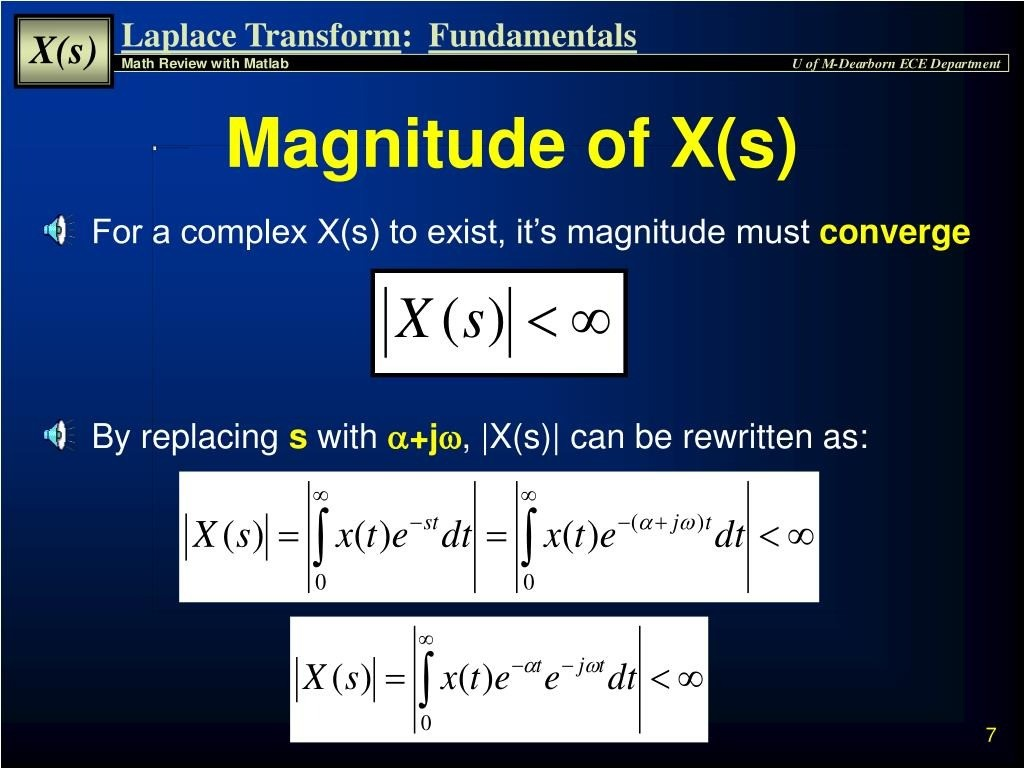 X(s)
Laplace Transform: Fundamentals
Math Review with Matlab
U of M-Dearborn ECE Department
Magnitude of X(s)
For a complex X(s) to exist, it’s magnitude must converge
|X(s)| < ∞
By replacing s with α+jω, |X(s)| can be rewritten as:
|X(s)| = |∫₀^∞ x(t)e^{−st} dt| = |∫₀^∞ x(t)e^{−(α+jω)t} dt| < ∞
|X(s)| = |∫₀^∞ x(t)e^{−αt} e^{−jωt} dt| < ∞
7